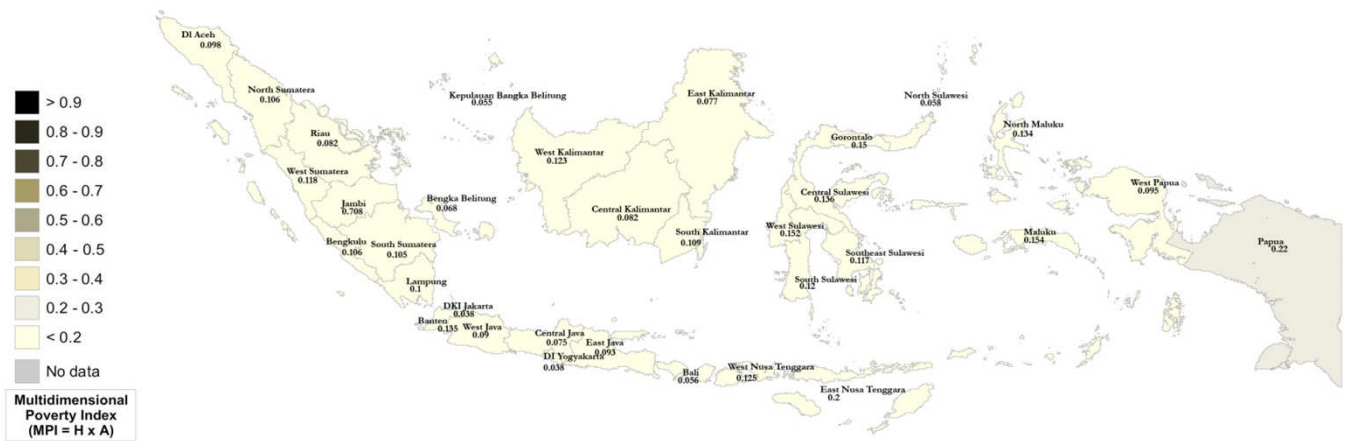 DI Aceh
0.098
North Sumatera
0.106
Riau
0.082
West Sumatera
0.118
Jambi
0.708
Bengkulu
0.106
South Sumatera
0.105
Lampung
0.1
Bengka Belitung
0.068
Kepulauan Bangka Belitung
0.055
DKI Jakarta
0.038
Banten
0.135
West Java
0.09
Central Java
0.075
East Java
0.093
DI Yogyakarta
0.038
Bali
0.056
West Nusa Tenggara
0.125
East Nusa Tenggara
0.2
West Kalimantar
0.123
Central Kalimantar
0.082
East Kalimantar
0.077
South Kalimantar
0.109
North Sulawesi
0.058
Gorontalo
0.15
Central Sulawesi
0.136
West Sulawesi
0.152
Southeast Sulawesi
0.117
South Sulawesi
0.12
North Maluku
0.134
Maluku
0.154
West Papua
0.095
Papua
0.22
> 0.9
0.8 - 0.9
0.7 - 0.8
0.6 - 0.7
0.5 - 0.6
0.4 - 0.5
0.3 - 0.4
0.2 - 0.3
< 0.2
No data
Multidimensional
Poverty Index
(MPI = H x A)